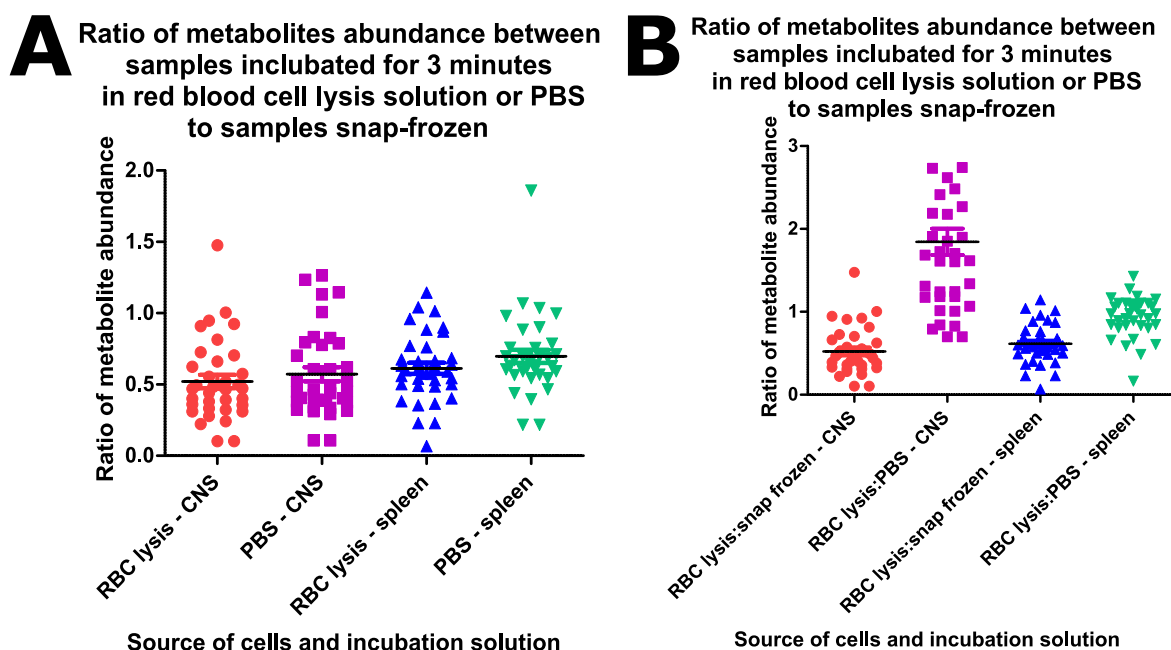 A
Ratio of metabolites abundance between
samples inclubated for 3 minutes
in red blood cell lysis solution or PBS
to samples snap-frozen
Ratio of metabolite abundance
2.0
1.5
1.0
0.5
0.0
RBC lysis - CNS
PBS - CNS
RBC lysis - spleen
PBS - spleen
Source of cells and incubation solution
B
Ratio of metabolites abundance between
samples incubated for 3 minutes
in red blood cell lysis solution or PBS
to samples snap-frozen
Ratio of metabolite abundance
3
2
1
0
RBC lysis:snap frozen - CNS
RBC lysis:PBS - CNS
RBC lysis:snap frozen - spleen
RBC lysis:PBS - spleen
Source of cells and incubation solution